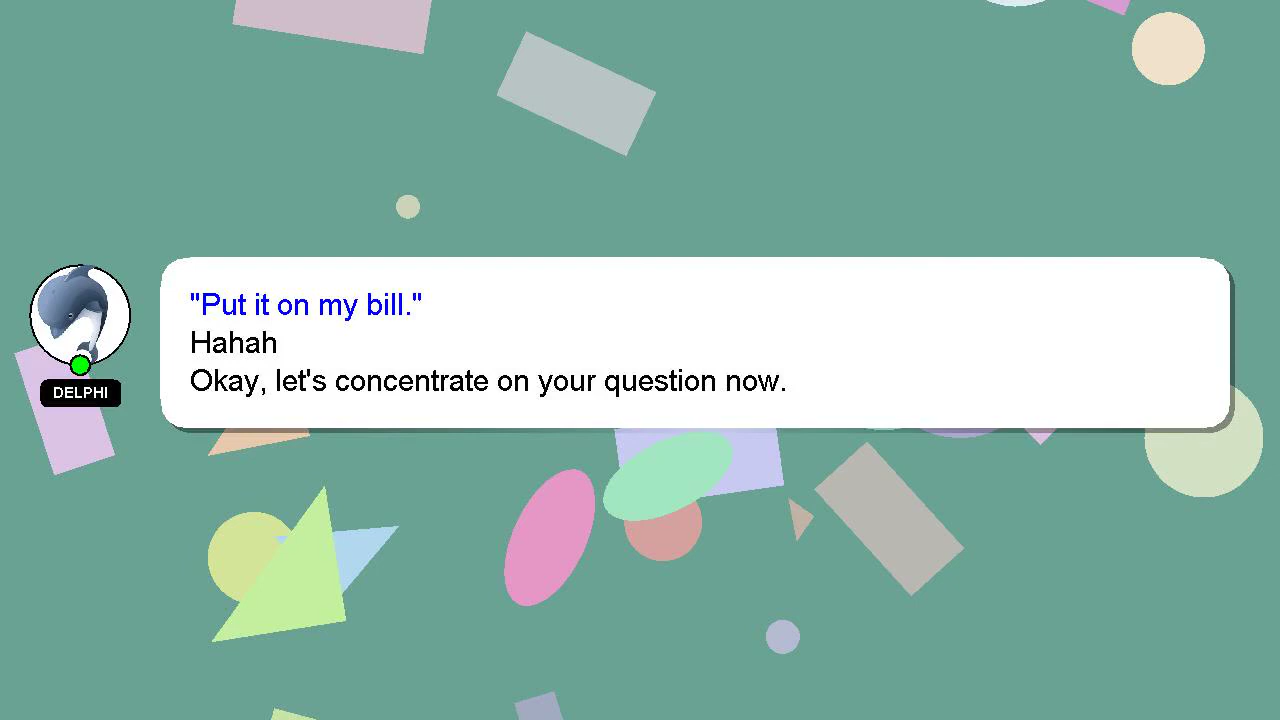 "Put it on my bill."
Hahah
Okay, let's concentrate on your question now.
DELPHI